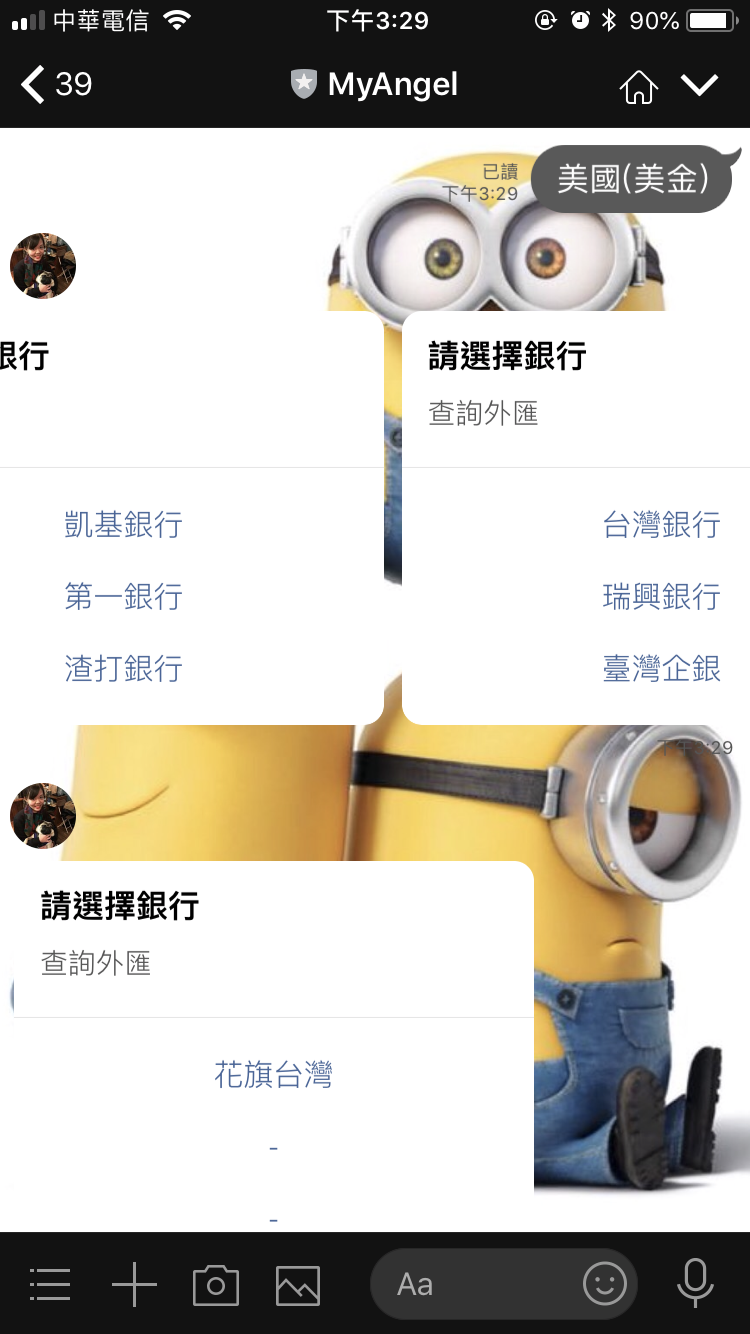 中華電信
下午3:29
90%
39
MyAngel
美國(美金)
已讀
下午3:29
銀行
凱基銀行
第一銀行
渣打銀行
請選擇銀行
查詢外匯
台灣銀行
瑞興銀行
臺灣企銀
下午3:29
請選擇銀行
查詢外匯
花旗台灣
-
-
Aa